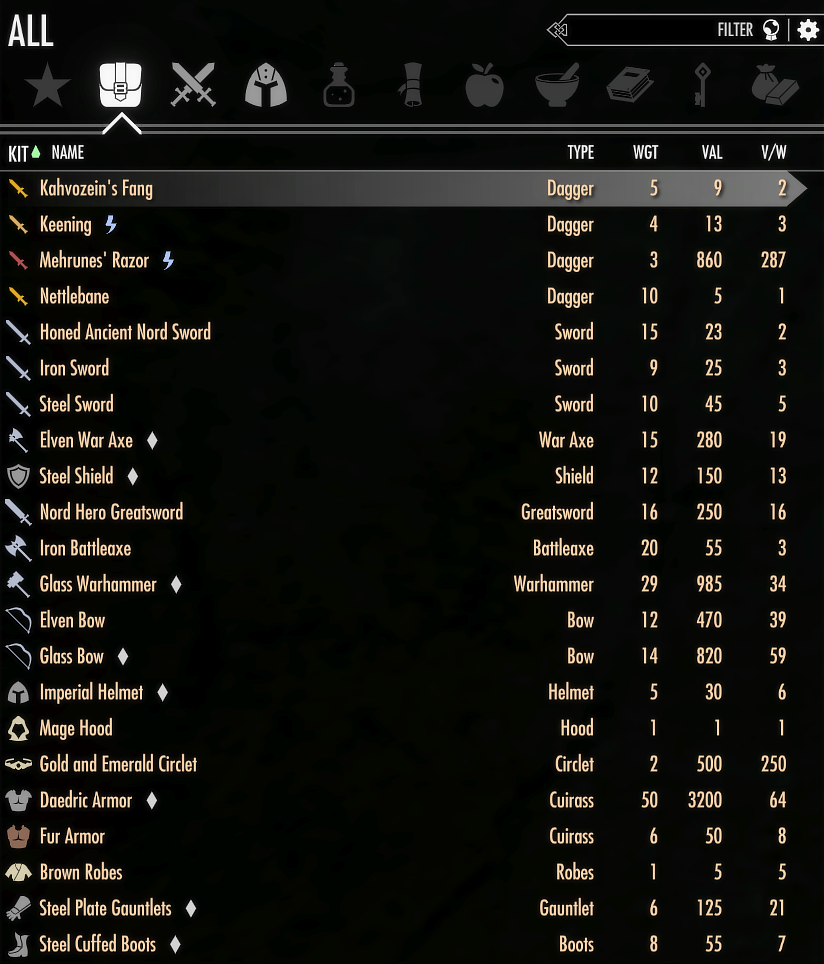 ALL
FILTER
KIT NAME TYPE WGT VAL V/W
Kahvozein's Fang Dagger 5 9 2
Keening Dagger 4 13 3
Mehrunes' Razor Dagger 3 860 287
Nettlebane Dagger 10 5 1
Honed Ancient Nord Sword Sword 15 23 2
Iron Sword Sword 9 25 3
Steel Sword Sword 10 45 5
Elven War Axe War Axe 15 280 19
Steel Shield Shield 12 150 13
Nord Hero Greatsword Greatsword 16 250 16
Iron Battleaxe Battleaxe 20 55 3
Glass Warhammer Warhammer 29 985 34
Elven Bow Bow 12 470 39
Glass Bow Bow 14 820 59
Imperial Helmet Helmet 5 30 6
Mage Hood Hood 1 1 1
Gold and Emerald Circlet Circlet 2 500 250
Daedric Armor Cuirass 50 3200 64
Fur Armor Cuirass 6 50 8
Brown Robes Robes 1 5 5
Steel Plate Gauntlets Gauntlet 6 125 21
Steel Cuffed Boots Boots 8 55 7